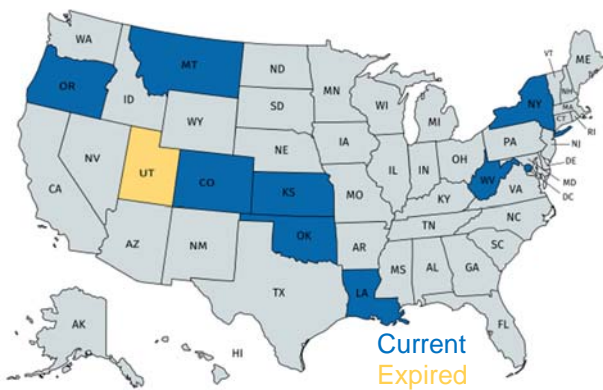 WA
MT
ND
MN
VT
ME
OR
ID
SD
WI
MI
NY
NH
MA
CT
RI
WY
IA
PA
NJ
NV
UT
NE
IL
IN
OH
DE
CA
CO
KS
MO
WV
VA
MD
DC
KY
AZ
NM
OK
AR
TN
NC
SC
TX
LA
MS
AL
GA
AK
HI
FL
Current
Expired